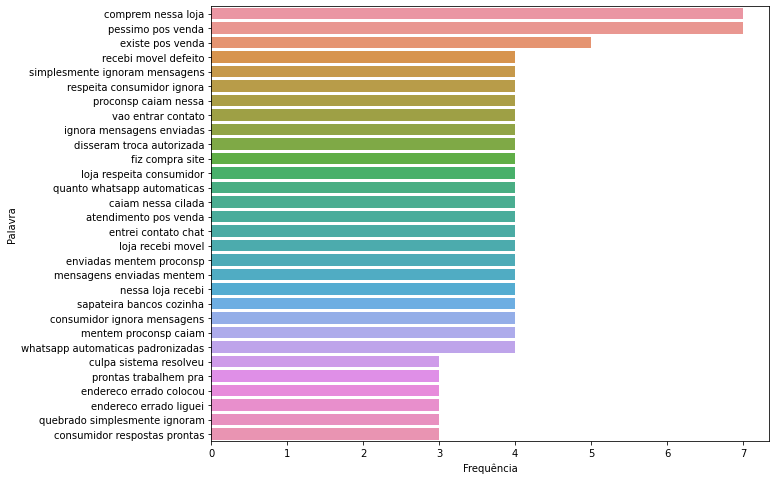 comprem nessa loja
pessimo pos venda
existe pos venda
recebi movel defeito
simplesmente ignoram mensagens
respeita consumidor ignora
proconsp caiam nessa
vao entrar contato
ignora mensagens enviadas
disseram troca autorizada
fiz compra site
loja respeita consumidor
quanto whatsapp automaticas
caiam nessa cilada
atendimento pos venda
entrei contato chat
loja recebi movel
enviadas mentem proconsp
mensagens enviadas mentem
nessa loja recebi
sapateira bancos cozinha
consumidor ignora mensagens
mentem proconsp caiam
whatsapp automaticas padronizadas
culpa sistema resolveu
prontas trabalhem pra
endereco errado colocou
endereco errado liguei
quebrado simplesmente ignoram
consumidor respostas prontas
Palavra
0 1 2 3 4 5 6 7
Frequência